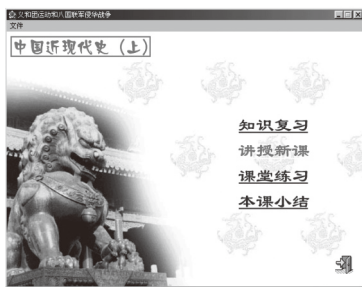 义和团运动和八国联军侵华战争
文件
中国近现代史（上）
知识复习
讲授新课
课堂练习
本课小结